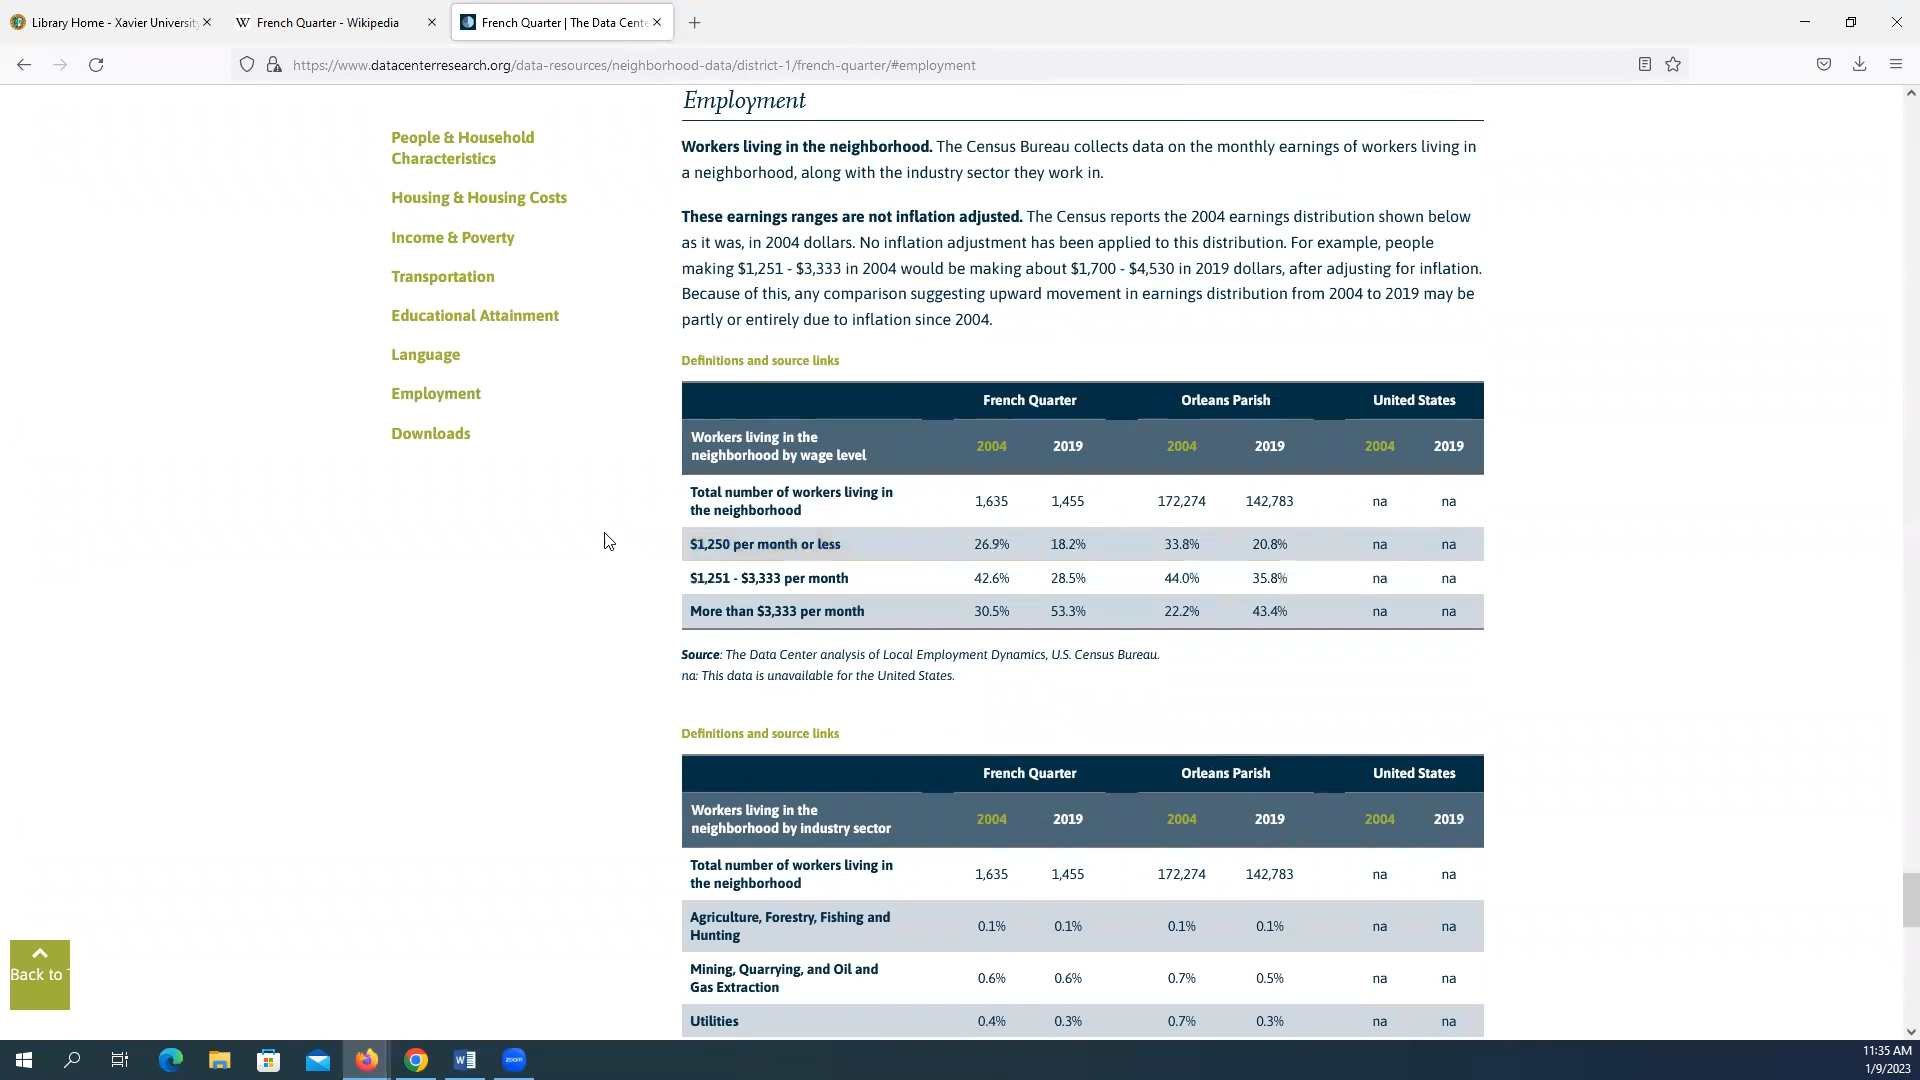 Library Home - Xavier University
French Quarter - Wikipedia
French Quarter | The Data Cente
https://www.datacenterresearch.org/data-resources/neighborhood-data/district-1/french-quarter/#employment
People & Household
Characteristics
Housing & Housing Costs
Income & Poverty
Transportation
Educational Attainment
Language
Employment
Downloads
Employment
Workers living in the neighborhood. The Census Bureau collects data on the monthly earnings of workers living in
a neighborhood, along with the industry sector they work in.
These earnings ranges are not inflation adjusted. The Census reports the 2004 earnings distribution shown below
as it was, in 2004 dollars. No inflation adjustment has been applied to this distribution. For example, people
making $1,251 - $3,333 in 2004 would be making about $1,700 - $4,530 in 2019 dollars, after adjusting for inflation.
Because of this, any comparison suggesting upward movement in earnings distribution from 2004 to 2019 may be
partly or entirely due to inflation since 2004.
Definitions and source links
French Quarter Orleans Parish United States
Workers living in the
neighborhood by wage level 2004 2019 2004 2019 2004 2019
Total number of workers living in
the neighborhood 1,635 1,455 172,274 142,783 na na
$1,250 per month or less 26.9% 18.2% 33.8% 20.8% na na
$1,251 - $3,333 per month 42.6% 28.5% 44.0% 35.8% na na
More than $3,333 per month 30.5% 53.3% 22.2% 43.4% na na
Source: The Data Center analysis of Local Employment Dynamics, U.S. Census Bureau.
na: This data is unavailable for the United States.
Definitions and source links
French Quarter Orleans Parish United States
Workers living in the
neighborhood by industry sector 2004 2019 2004 2019 2004 2019
Total number of workers living in
the neighborhood 1,635 1,455 172,274 142,783 na na
Agriculture, Forestry, Fishing and
Hunting 0.1% 0.1% 0.1% 0.1% na na
Mining, Quarrying, and Oil and
Gas Extraction 0.6% 0.6% 0.7% 0.5% na na
Utilities 0.4% 0.3% 0.7% 0.3% na na
Back to T
zoom
11:35 AM
1/9/2023